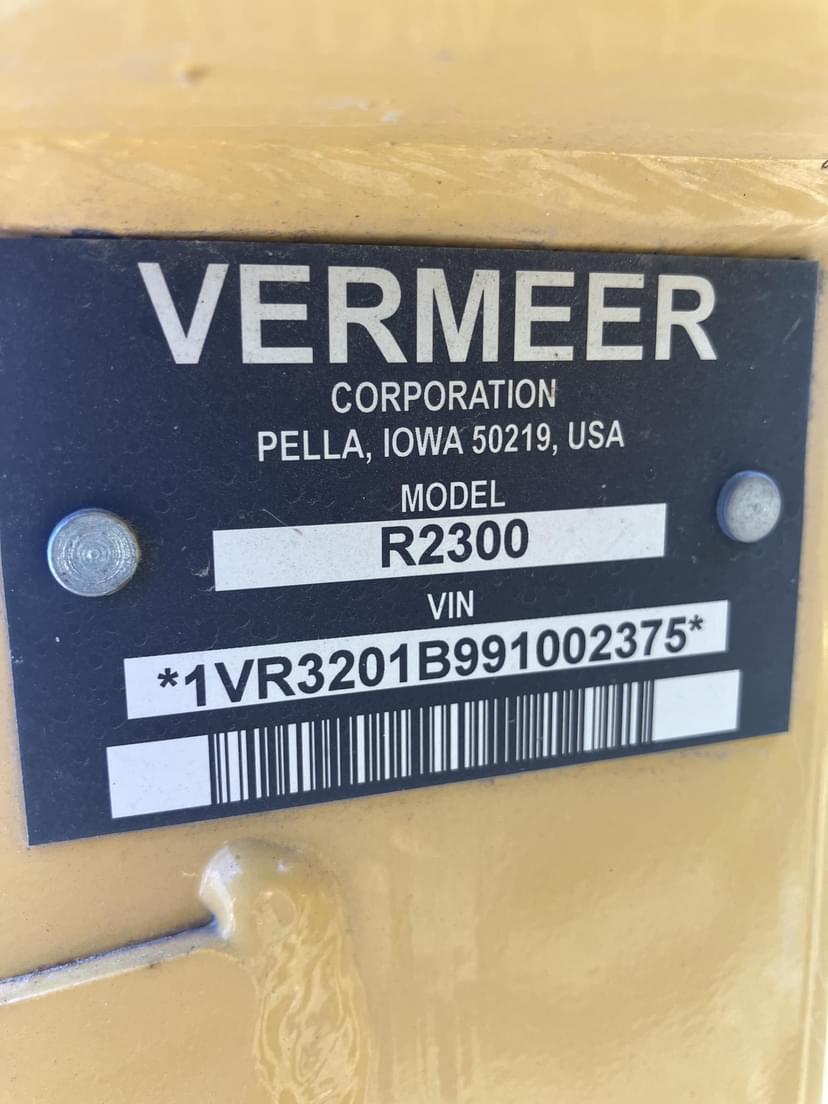 VERMEER
CORPORATION
PELLA, IOWA 50219, USA
MODEL
R2300
VIN
*1VR3201B991002375*